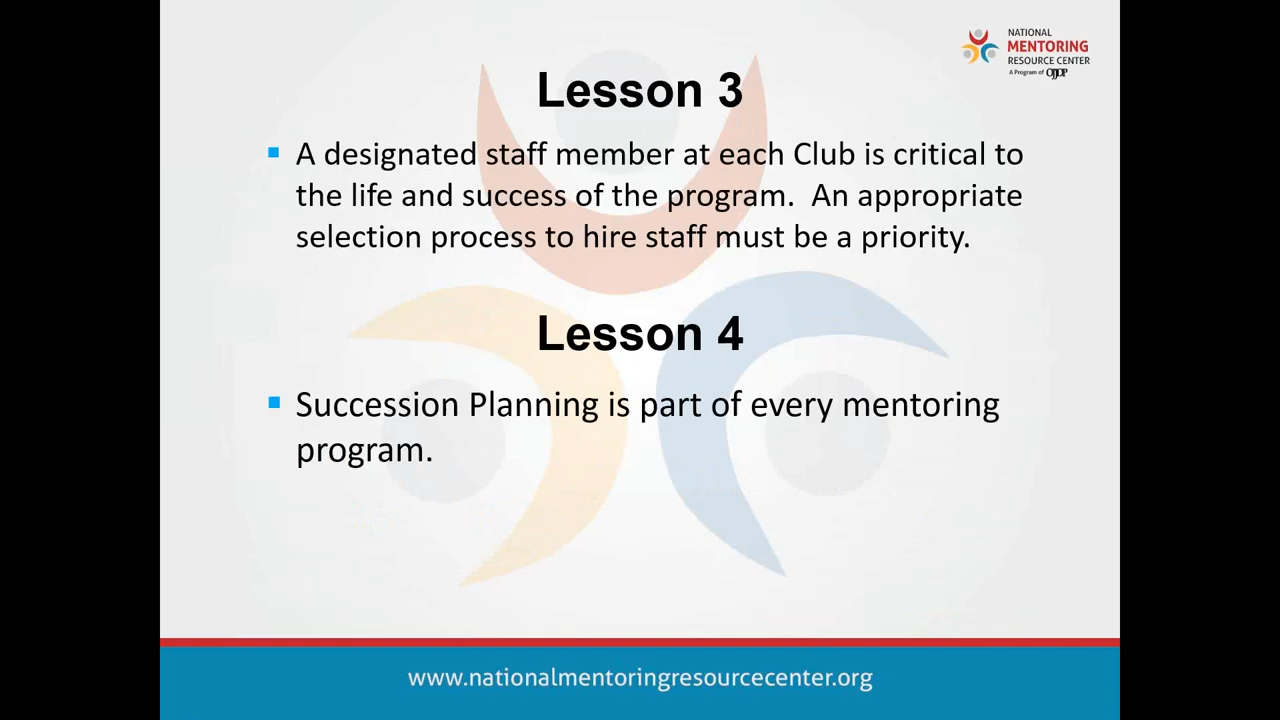 NATIONAL
MENTORING
RESOURCE CENTER
A Program of OJJDP
Lesson 3
A designated staff member at each Club is critical to
the life and success of the program.  An appropriate
selection process to hire staff must be a priority.
Lesson 4
Succession Planning is part of every mentoring
program.
www.nationalmentoringresourcecenter.org